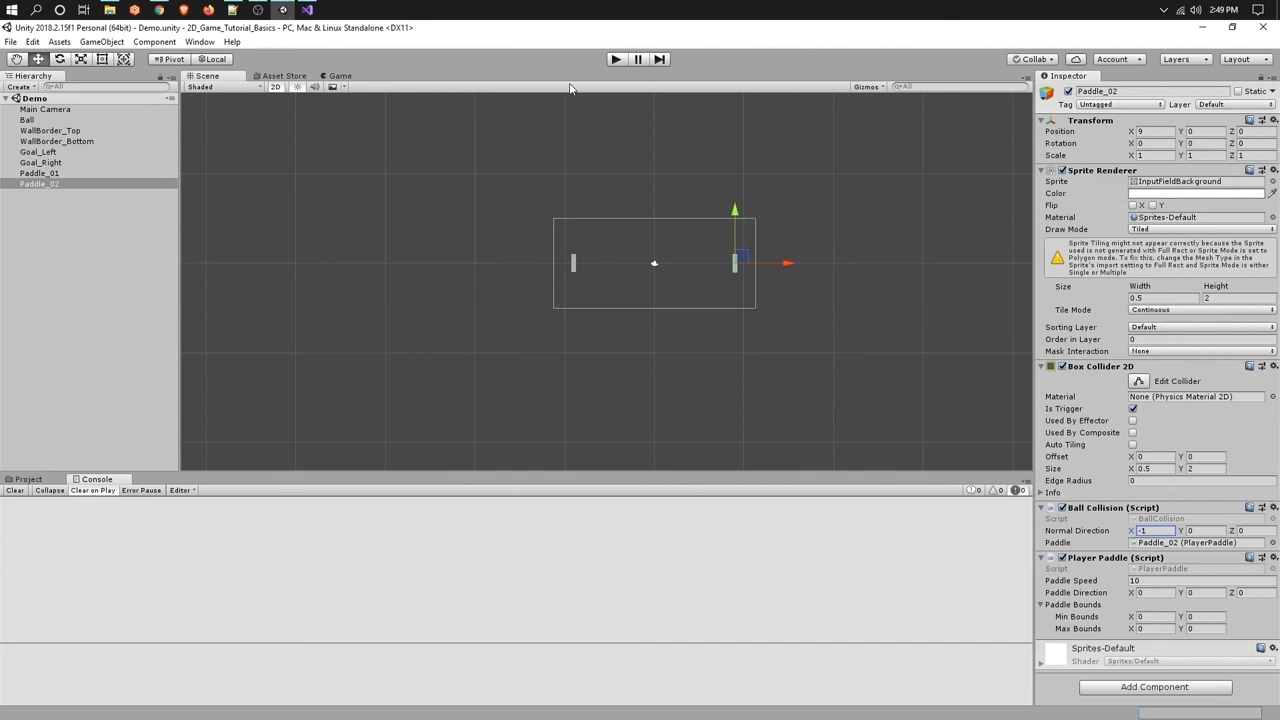 2:49 PM
Unity 2018.2.15f1 Personal (64bit) - Demo.unity - 2D_Game_Tutorial_Basics - PC, Mac & Linux Standalone <DX11>
File Edit Assets GameObject Component Window Help
Pivot Local Collab Account Layers Layout
Hierarchy Scene Asset Store Game Inspector
Create All Shaded 2D Gizmos All Paddle_02 Static
Demo
Tag Untagged Layer Default
Main Camera
Ball
WallBorder_Top
WallBorder_Bottom
Goal_Left
Goal_Right
Paddle_01
Paddle_02
Transform
Position X 9 Y 0 Z 0
Rotation X 0 Y 0 Z 0
Scale X 1 Y 1 Z 1
Sprite Renderer
Sprite InputFieldBackground
Color
Flip X Y
Material Sprites-Default
Draw Mode Tiled
Sprite Tiling might not appear correctly because the Sprite
used is not generated with Full Rect or Sprite Mode is set to
Polygon mode. To fix this, change the Mesh Type in the
Sprite's import setting to Full Rect and Sprite Mode is either
Single or Multiple
Size Width Height
0.5 2
Tile Mode Continuous
Sorting Layer Default
Order in Layer 0
Mask Interaction None
Box Collider 2D
Edit Collider
Material None (Physics Material 2D)
Is Trigger
Used By Effector
Used By Composite
Auto Tiling
Offset X 0 Y 0
Size X 0.5 Y 2
Edge Radius 0
Info
Ball Collision (Script)
Script BallCollision
Normal Direction X -1 Y 0 Z 0
Paddle Paddle_02 (PlayerPaddle)
Player Paddle (Script)
Script PlayerPaddle
Paddle Speed 10
Paddle Direction X 0 Y 0 Z 0
Paddle Bounds
Min Bounds X 0 Y 0
Max Bounds X 0 Y 0
Sprites-Default
Shader Sprites/Default
Add Component
Project Console
Clear Collapse Clear on Play Error Pause Editor 0 0 0